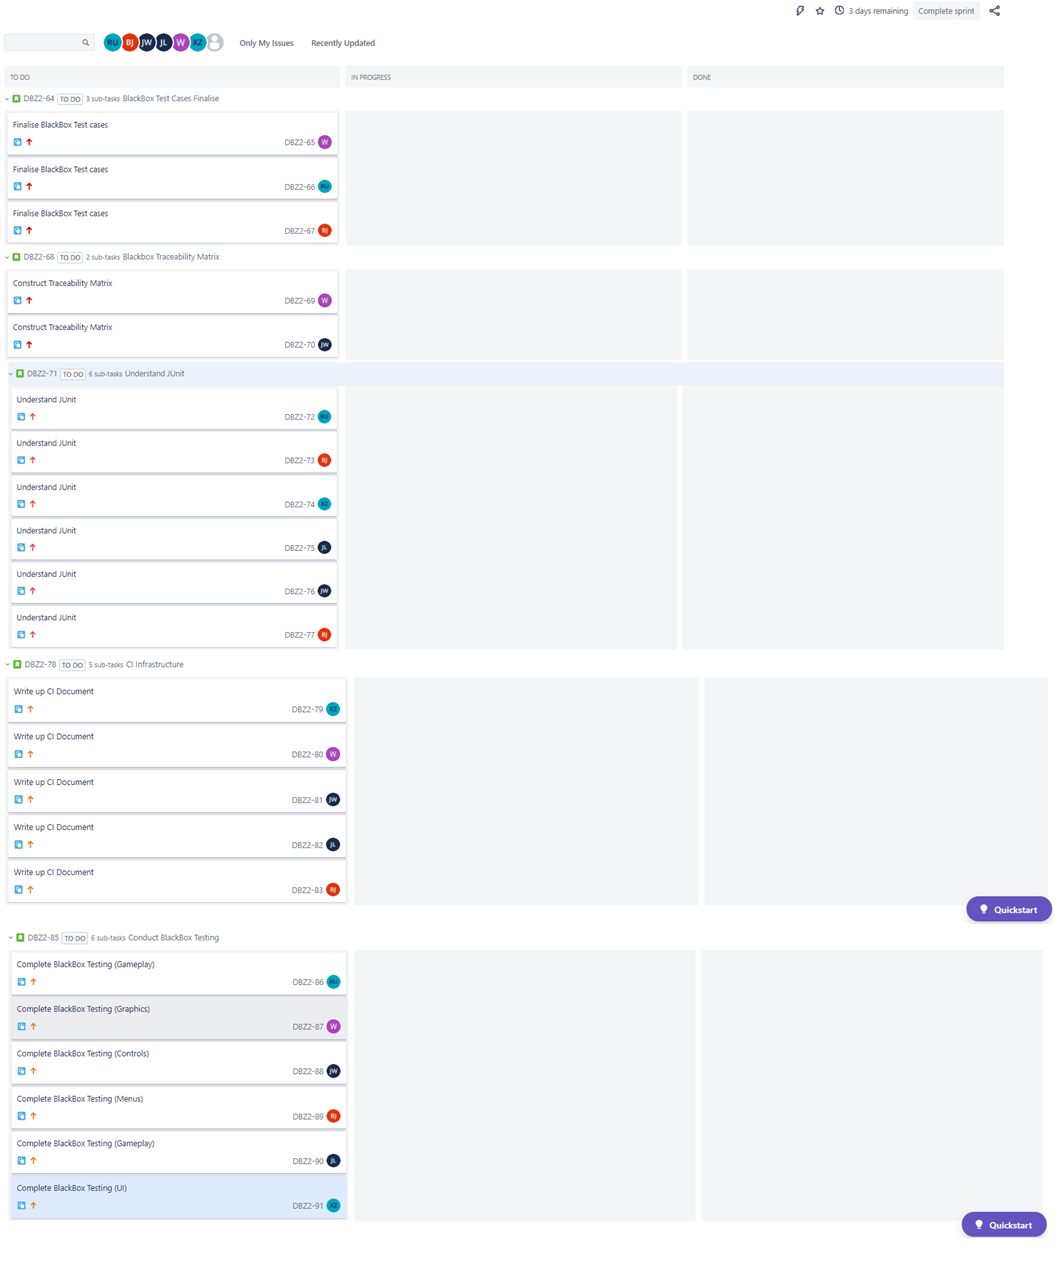 3 days remaining Complete sprint
RU BJ JW JL W XZ Only My Issues Recently Updated
TO DO IN PROGRESS DONE
DBZ2-64 TO DO 3 sub-tasks BlackBox Test Cases Finalise
Finalise BlackBox Test cases
DBZ2-65 W
Finalise BlackBox Test cases
DBZ2-66 RU
Finalise BlackBox Test cases
DBZ2-67 BJ
DBZ2-68 TO DO 2 sub-tasks Blackbox Traceability Matrix
Construct Traceability Matrix
DBZ2-69 W
Construct Traceability Matrix
DBZ2-70 JW
DBZ2-71 TO DO 6 sub-tasks Understand JUnit
Understand JUnit
DBZ2-72 RU
Understand JUnit
DBZ2-73 BJ
Understand JUnit
DBZ2-74 XZ
Understand JUnit
DBZ2-75 JL
Understand JUnit
DBZ2-76 JW
Understand JUnit
DBZ2-77 BJ
DBZ2-78 TO DO 5 sub-tasks CI Infrastructure
Write up CI Document
DBZ2-79 XZ
Write up CI Document
DBZ2-80 W
Write up CI Document
DBZ2-81 JW
Write up CI Document
DBZ2-82 JL
Write up CI Document
DBZ2-83 BJ
Quickstart
DBZ2-85 TO DO 6 sub-tasks Conduct BlackBox Testing
Complete BlackBox Testing (Gameplay)
DBZ2-86 RU
Complete BlackBox Testing (Graphics)
DBZ2-87 W
Complete BlackBox Testing (Controls)
DBZ2-88 JW
Complete BlackBox Testing (Menus)
DBZ2-89 BJ
Complete BlackBox Testing (Gameplay)
DBZ2-90 JL
Complete BlackBox Testing (UI)
DBZ2-91 XZ
Quickstart